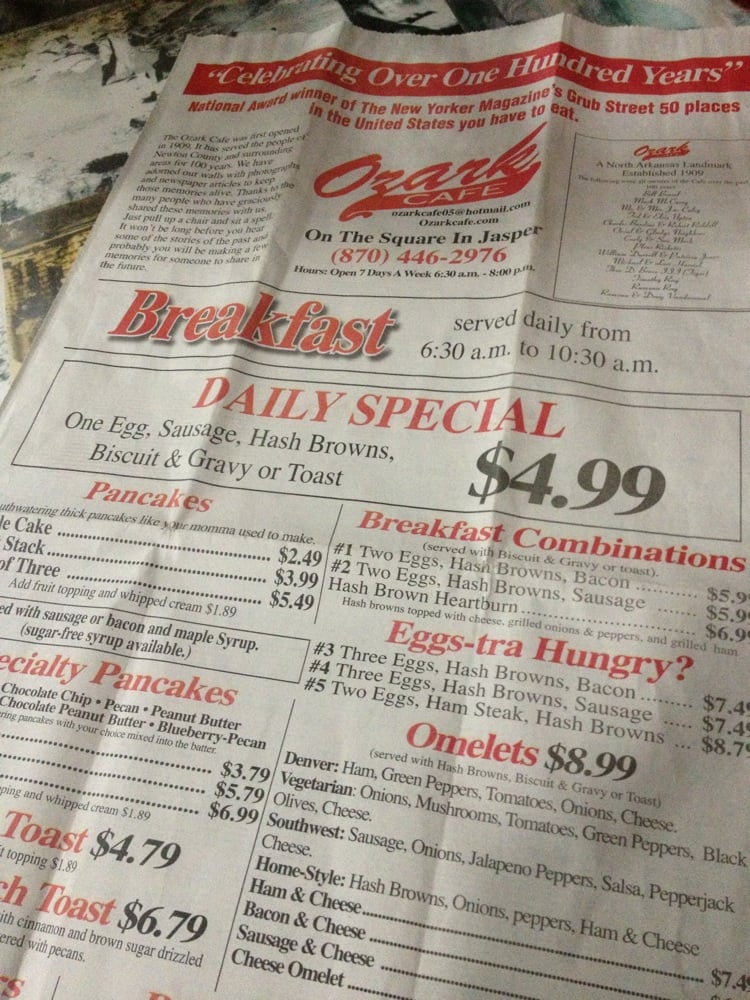 “Celebrating Over One Hundred Years”
National Award winner of The New Yorker Magazine's Grub Street 50 places
in the United States you have to eat.
The Ozark Cafe was first opened
in 1909. It has served the people of
Newton County and surrounding
areas for 100 years. We have
adorned our walls with photographs
and newspaper articles to keep
those memories alive. Thanks to the
many people who have graciously
shared these memories with us.
Just pull up a chair and sit a spell.
It won't be long before you hear
some of the stories of the past and
probably you will be making a few
memories for someone to share in
the future.
Ozark
CAFE
ozarkcafe05@hotmail.com
Ozarkcafe.com
On The Square In Jasper
(870) 446-2976
Hours: Open 7 Days A Week 6:30 a.m. - 8:00 p.m.
Ozark
A North Arkansas Landmark
Established 1909
Breakfast
served daily from
6:30 a.m. to 10:30 a.m.
DAILY SPECIAL
One Egg, Sausage, Hash Browns,
Biscuit & Gravy or Toast
$4.99
Pancakes
thick pancakes like your momma used to make.
Cake ........ $2.49
Stack ........ $3.99
of Three ........ $5.49
Add fruit topping and whipped cream $1.89
with sausage or bacon and maple Syrup.
(sugar-free syrup available.)
Pancakes
Chocolate Chip • Pecan • Peanut Butter
Chocolate Peanut Butter • Blueberry-Pecan
pancakes with your choice mixed into the batter.
$3.79
$5.79
$6.99
and whipped cream $1.89
Toast $4.79
topping $1.89
Toast $6.79
with cinnamon and brown sugar drizzled
with pecans.
Breakfast Combinations
(served with Biscuit & Gravy or toast).
#1 Two Eggs, Hash Browns, Bacon ........
#2 Two Eggs, Hash Browns, Sausage
Hash Brown Heartburn ........
Hash browns topped with cheese, grilled onions & peppers, and grilled ham
Eggs-tra Hungry?
#3 Three Eggs, Hash Browns, Bacon ........
#4 Three Eggs, Hash Browns, Sausage .....
#5 Two Eggs, Ham Steak, Hash Browns ...
Omelets $8.99
(served with Hash Browns, Biscuit & Gravy or Toast)
Denver: Ham, Green Peppers, Tomatoes, Onions, Cheese.
Vegetarian: Onions, Mushrooms, Tomatoes, Green Peppers, Black
Olives, Cheese.
Southwest: Sausage, Onions, Jalapeno Peppers, Salsa, Pepperjack
Cheese.
Home-Style: Hash Browns, Onions, peppers, Ham & Cheese
Ham & Cheese ........
Bacon & Cheese ........
Sausage & Cheese ........
Cheese Omelet ........